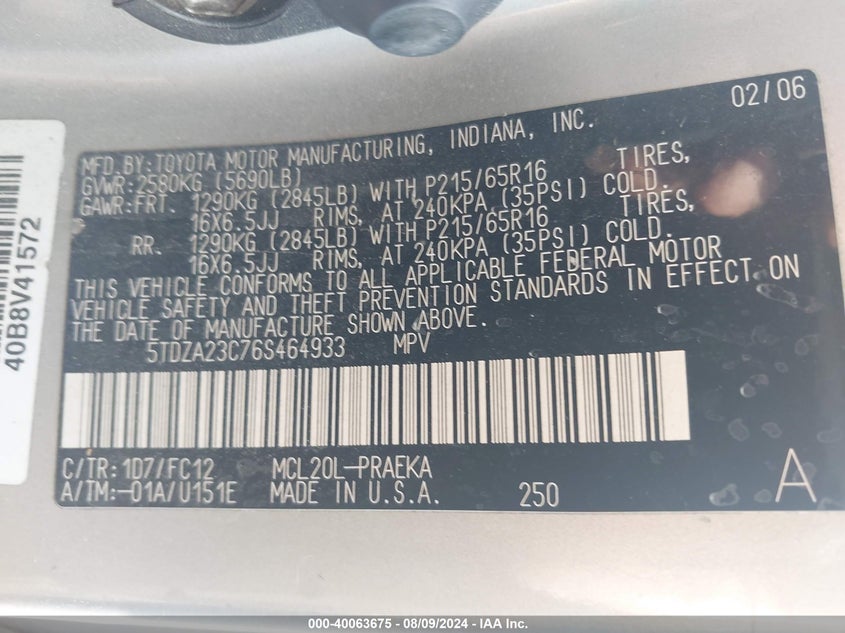 02/06
MFD.BY:TOYOTA MOTOR MANUFACTURING, INDIANA, INC.
GVWR:2580KG (5690LB)
GAWR:FRT. 1290KG (2845LB) WITH P215/65R16 TIRES,
16X6.5JJ RIMS, AT 240KPA (35PSI) COLD.
RR. 1290KG (2845LB) WITH P215/65R16 TIRES,
16X6.5JJ RIMS, AT 240KPA (35PSI) COLD.
THIS VEHICLE CONFORMS TO ALL APPLICABLE FEDERAL MOTOR
VEHICLE SAFETY AND THEFT PREVENTION STANDARDS IN EFFECT ON
THE DATE OF MANUFACTURE SHOWN ABOVE.
5TDZA23C76S464933 MPV
C/TR: 1D7/FC12 MCL20L-PRAEKA
A/TM:-01A/U151E MADE IN U.S.A. 250 A
40B8V41572
000-40063675 - 08/09/2024 - IAA Inc.